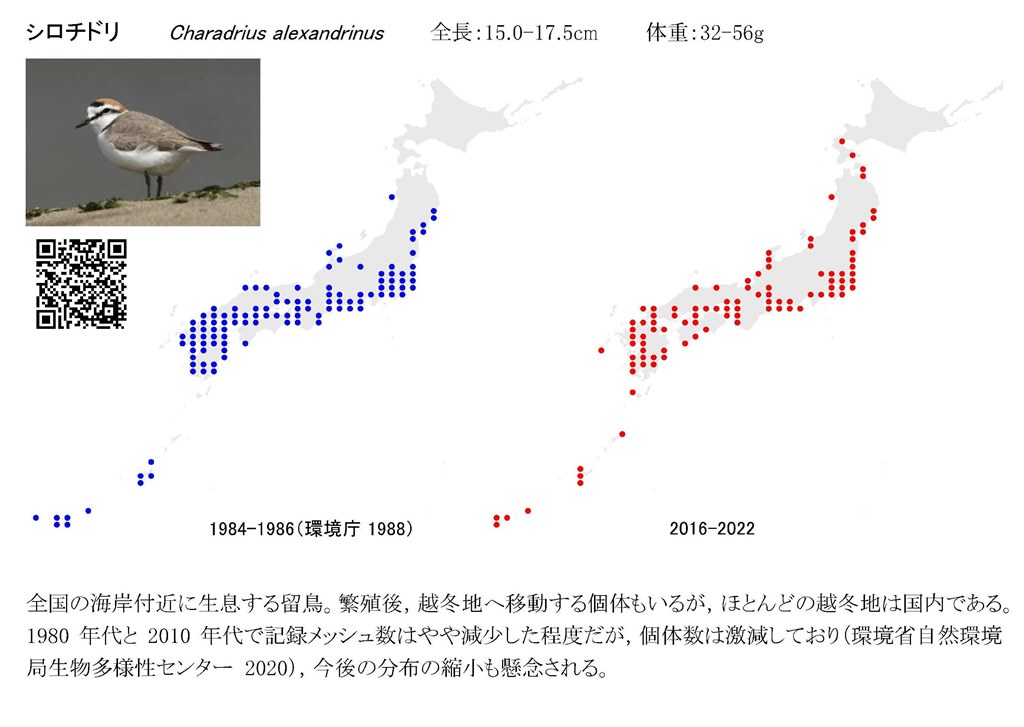 シロチドリ Charadrius alexandrinus 全長:15.0-17.5cm 体重:32-56g
1984-1986(環境庁 1988)
2016-2022
全国の海岸付近に生息する留鳥。繁殖後,越冬地へ移動する個体もいるが,ほとんどの越冬地は国内である。
1980 年代と 2010 年代で記録メッシュ数はやや減少した程度だが,個体数は激減しており(環境省自然環境
局生物多様性センター 2020),今後の分布の縮小も懸念される。